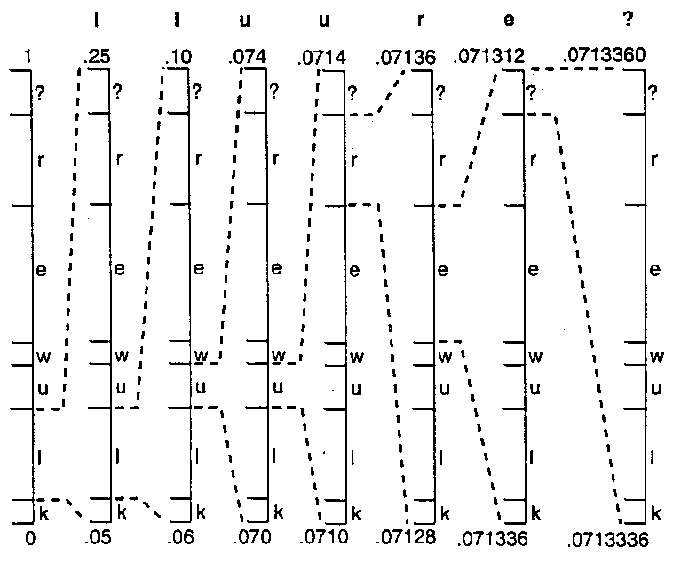 l l u u r e ?
1 .25 .10 .074 .0714 .07136 .071312 .0713360
? ? ? ? ? ? ? ?
r r r r r r r r
e e e e e e e e
w w w w w w w w
u u u u u u u u
l l l l l l l l
k k k k k k k k
0 .05 .06 .070 .0710 .07128 .071336 .0713336